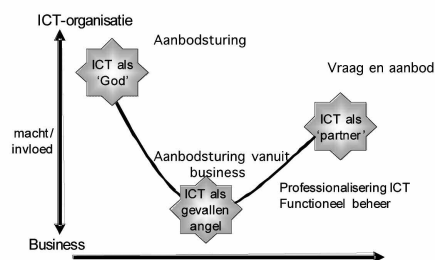 ICT-organisatie
Aanbodsturing
ICT als
'God'
Vraag en aanbod
ICT als
'partner'
macht/
invloed
Aanbodsturing vanuit
business
ICT als
gevallen
angel
Professionalisering ICT
Functioneel beheer
Business